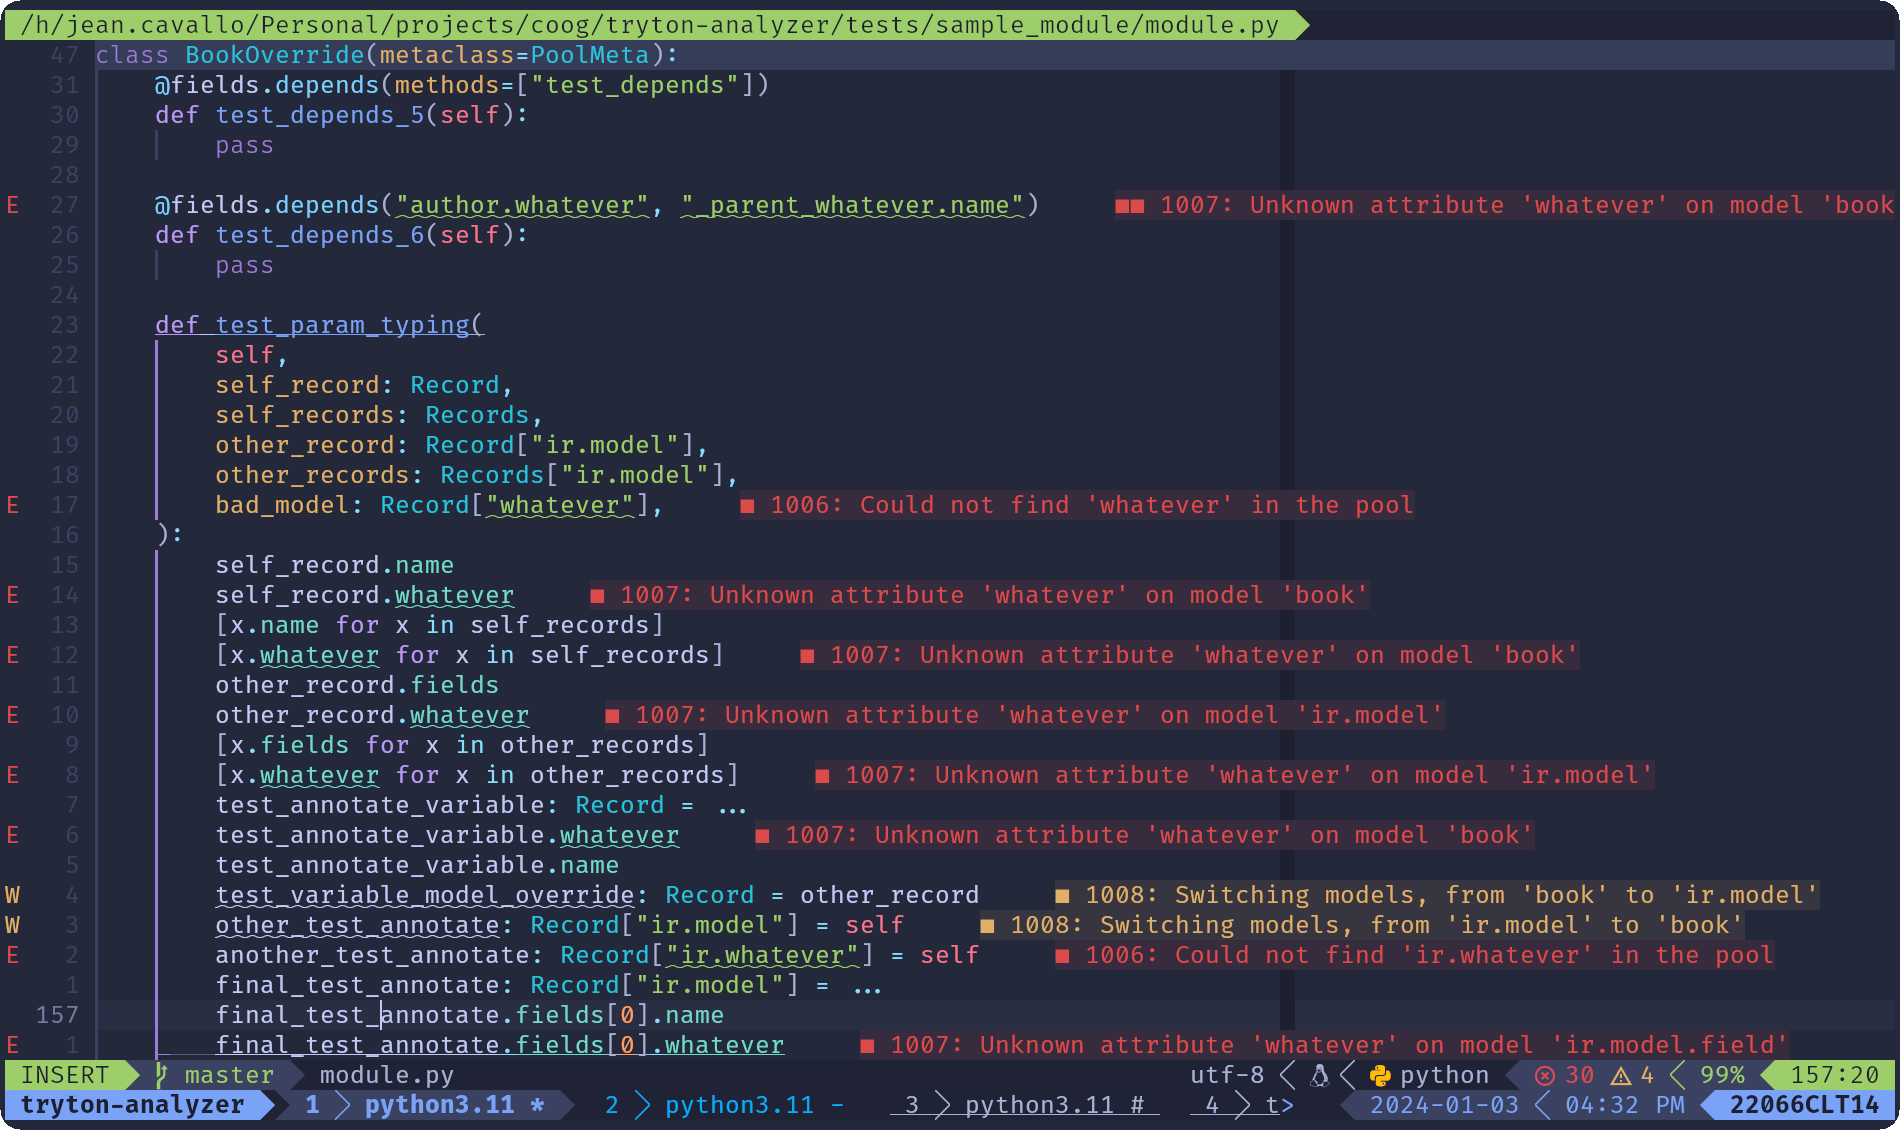 /h/jean.cavallo/Personal/projects/coog/tryton-analyzer/tests/sample_module/module.py
47 class BookOverride(metaclass=PoolMeta):
31     @fields.depends(methods=["test_depends"])
30     def test_depends_5(self):
29         pass
28
E 27     @fields.depends("author.whatever", "_parent_whatever.name")     ■■ 1007: Unknown attribute 'whatever' on model 'book
26     def test_depends_6(self):
25         pass
24
23     def test_param_typing(
22         self,
21         self_record: Record,
20         self_records: Records,
19         other_record: Record["ir.model"],
18         other_records: Records["ir.model"],
E 17         bad_model: Record["whatever"],     ■ 1006: Could not find 'whatever' in the pool
16     ):
15         self_record.name
E 14         self_record.whatever     ■ 1007: Unknown attribute 'whatever' on model 'book'
13         [x.name for x in self_records]
E 12         [x.whatever for x in self_records]     ■ 1007: Unknown attribute 'whatever' on model 'book'
11         other_record.fields
E 10         other_record.whatever     ■ 1007: Unknown attribute 'whatever' on model 'ir.model'
9         [x.fields for x in other_records]
E 8         [x.whatever for x in other_records]     ■ 1007: Unknown attribute 'whatever' on model 'ir.model'
7         test_annotate_variable: Record = ...
E 6         test_annotate_variable.whatever     ■ 1007: Unknown attribute 'whatever' on model 'book'
5         test_annotate_variable.name
W 4         test_variable_model_override: Record = other_record     ■ 1008: Switching models, from 'book' to 'ir.model'
W 3         other_test_annotate: Record["ir.model"] = self     ■ 1008: Switching models, from 'ir.model' to 'book'
E 2         another_test_annotate: Record["ir.whatever"] = self     ■ 1006: Could not find 'ir.whatever' in the pool
1         final_test_annotate: Record["ir.model"] = ...
157         final_test_annotate.fields[0].name
E 1         final_test_annotate.fields[0].whatever     ■ 1007: Unknown attribute 'whatever' on model 'ir.model.field'
INSERT master module.py utf-8 python 30 4 99% 157:20
tryton-analyzer 1 python3.11 * 2 python3.11 - 3 python3.11 # 4 t> 2024-01-03 04:32 PM 22066CLT14